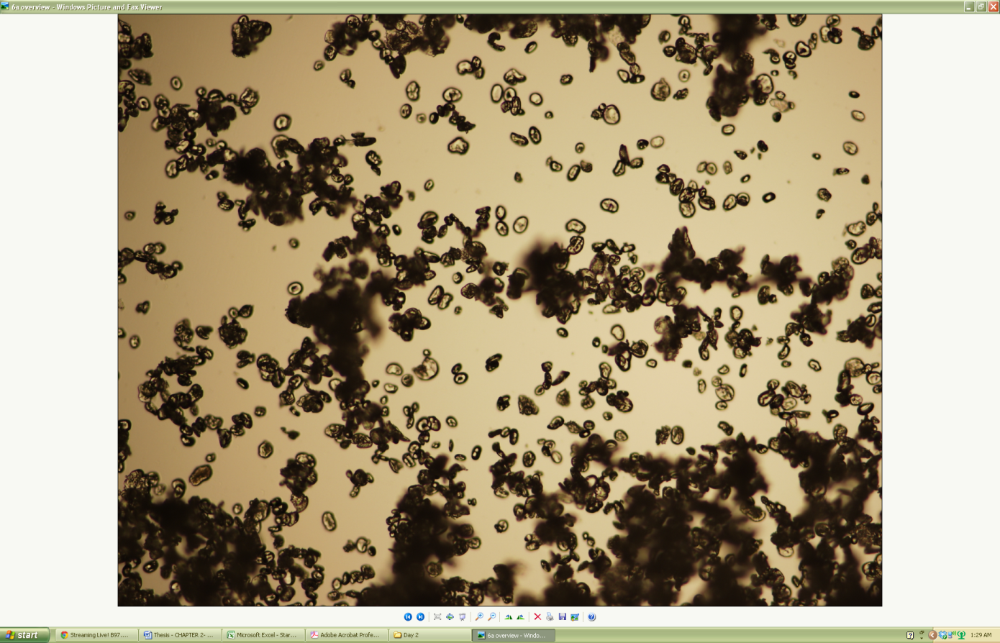 6a overview - Windows Picture and Fax Viewer
start
Streaming Live! B97....
Thesis - CHAPTER 2- ...
Microsoft Excel - Star...
Adobe Acrobat Profe...
Day 2
6a overview - Windo...
1:29 AM